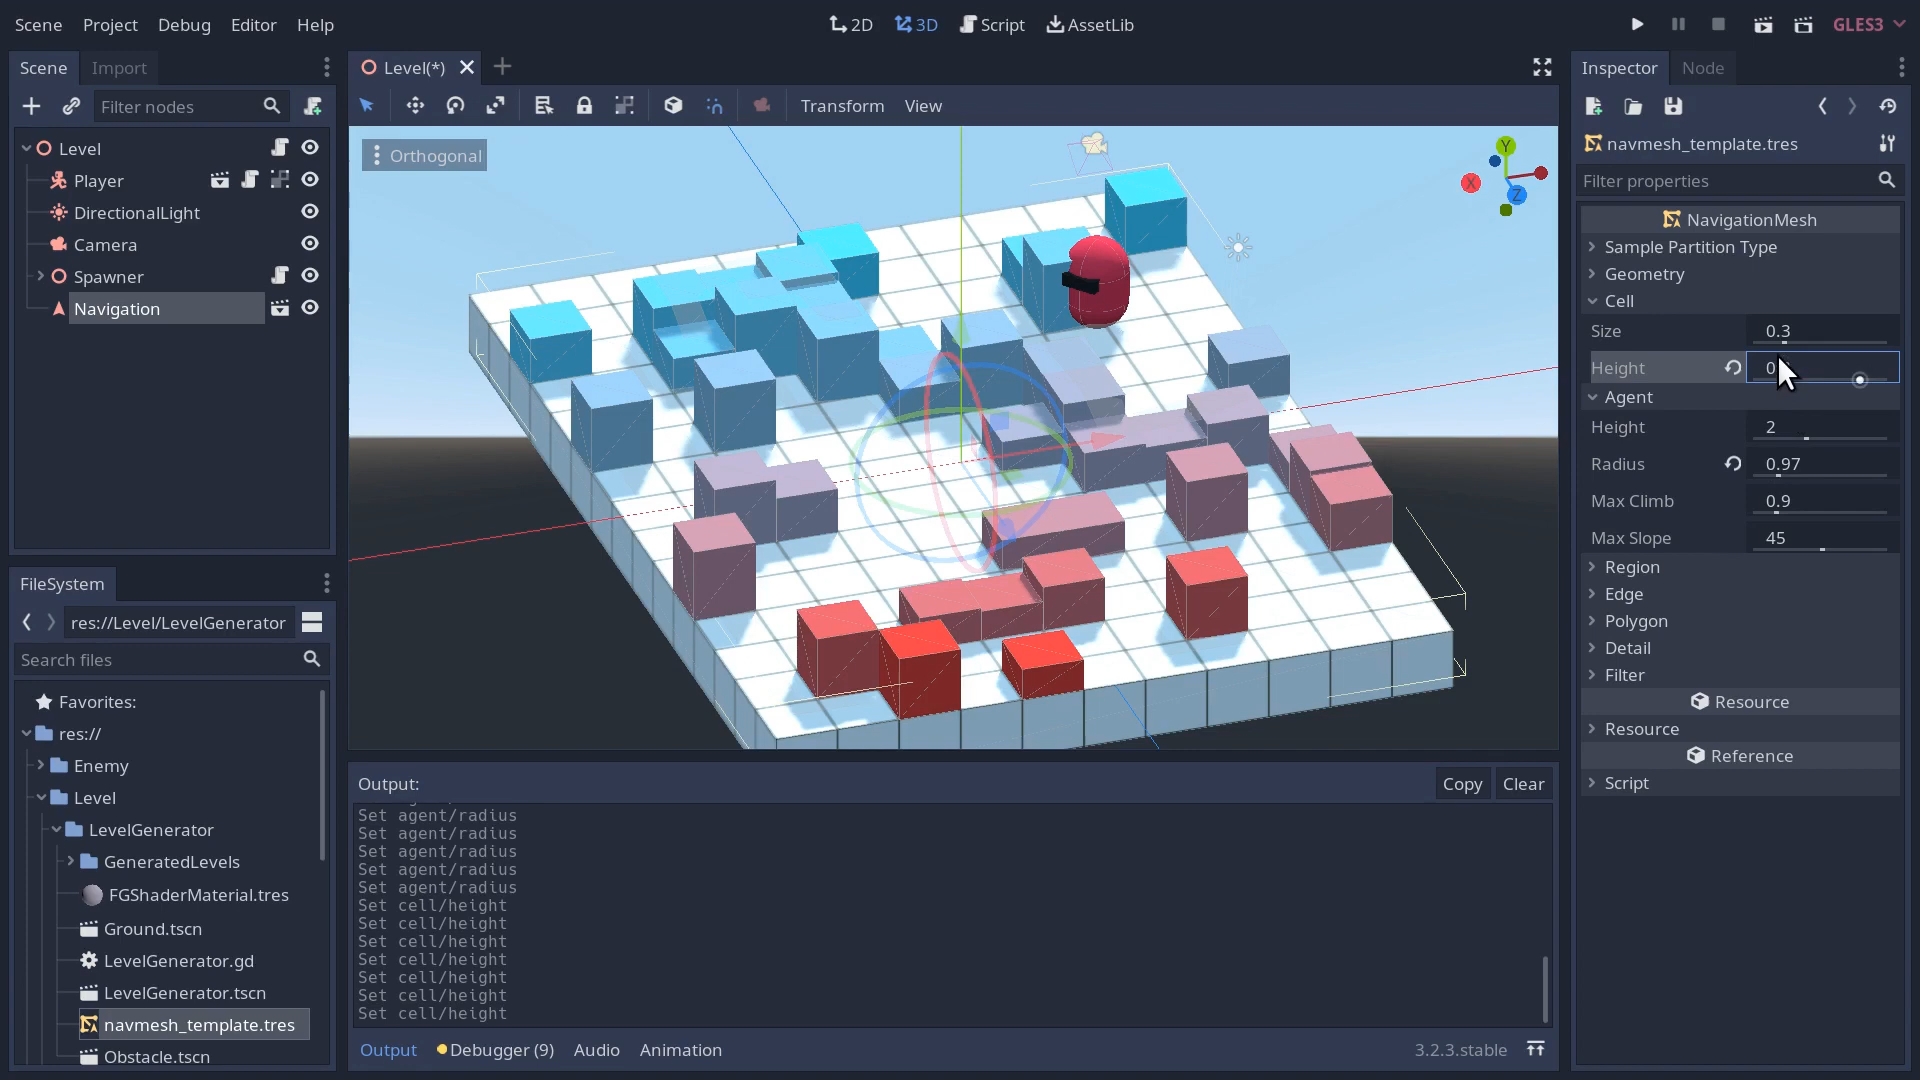 Scene Project Debug Editor Help
2D 3D Script AssetLib
GLES3
Scene Import
Filter nodes
Level
Player
DirectionalLight
Camera
Spawner
Navigation
FileSystem
res://Level/LevelGenerator
Search files
Favorites:
res://
Enemy
Level
LevelGenerator
GeneratedLevels
FGShaderMaterial.tres
Ground.tscn
LevelGenerator.gd
LevelGenerator.tscn
navmesh_template.tres
Obstacle.tscn
Level(*)
Transform View
Orthogonal
Y
X
Z
Output:
Copy Clear
Set agent/radius
Set agent/radius
Set agent/radius
Set agent/radius
Set agent/radius
Set cell/height
Set cell/height
Set cell/height
Set cell/height
Set cell/height
Set cell/height
Set cell/height
Output Debugger (9) Audio Animation
3.2.3.stable
Inspector Node
navmesh_template.tres
Filter properties
NavigationMesh
Sample Partition Type
Geometry
Cell
Size 0.3
Height
Agent
Height 2
Radius 0.97
Max Climb 0.9
Max Slope 45
Region
Edge
Polygon
Detail
Filter
Resource
Resource
Reference
Script